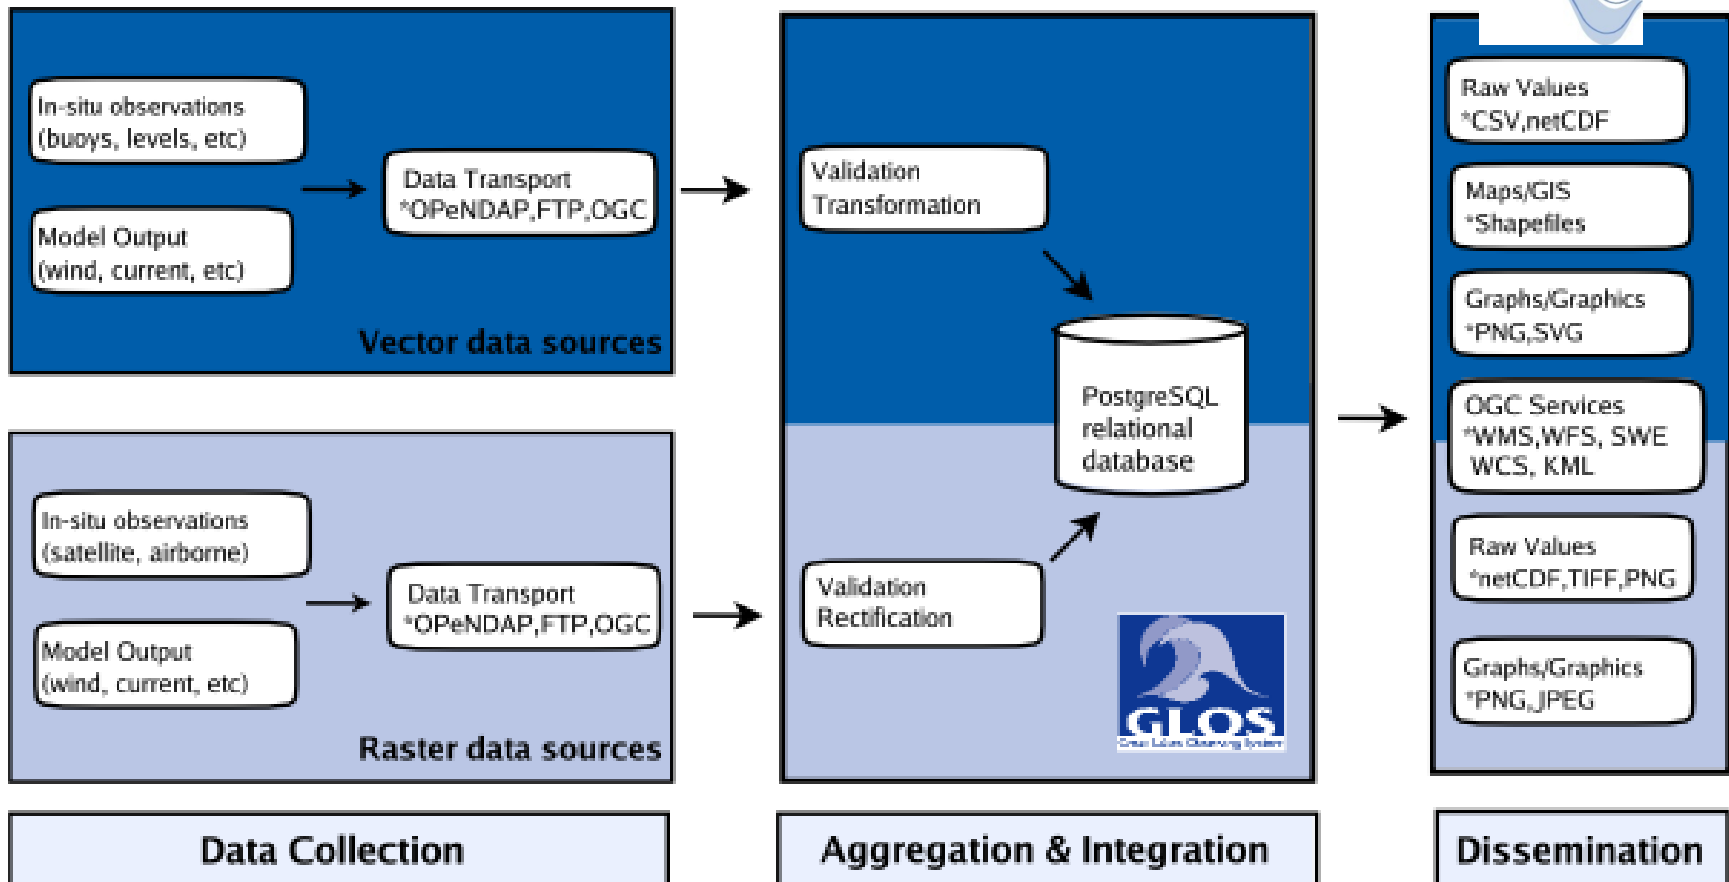 In-situ observations
(buoys, levels, etc)
Model Output
(wind, current, etc)
Data Transport
*OPeNDAP,FTP,OGC
Vector data sources
In-situ observations
(satellite, airborne)
Model Output
(wind, current, etc)
Data Transport
*OPeNDAP,FTP,OGC
Raster data sources
Data Collection
Validation
Transformation
PostgreSQL
relational
database
Validation
Rectification
GLOS
Great Lakes Observing System
Aggregation & Integration
Raw Values
*CSV,netCDF
Maps/GIS
*Shapefiles
Graphs/Graphics
*PNG,SVG
OGC Services
*WMS,WFS, SWE
WCS, KML
Raw Values
*netCDF,TIFF,PNG
Graphs/Graphics
*PNG,JPEG
Dissemination